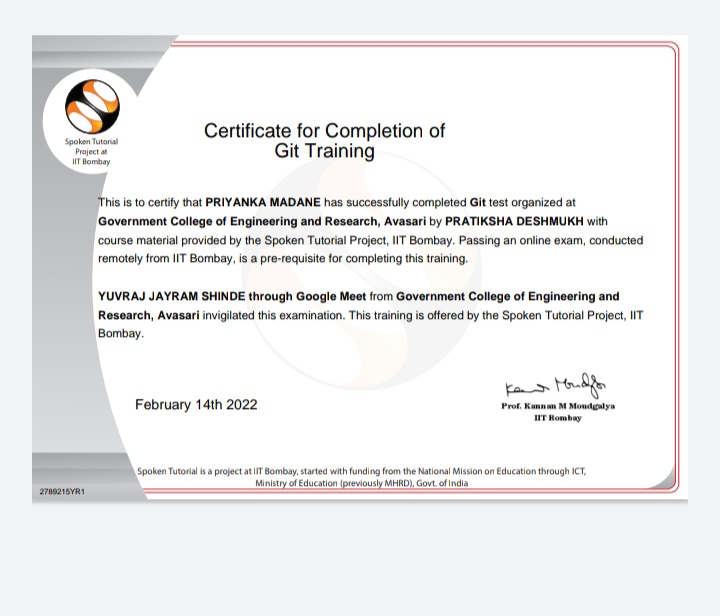 Spoken Tutorial
Project at
IIT Bombay
Certificate for Completion of
Git Training
This is to certify that PRIYANKA MADANE has successfully completed Git test organized at
Government College of Engineering and Research, Avasari by PRATIKSHA DESHMUKH with
course material provided by the Spoken Tutorial Project, IIT Bombay. Passing an online exam, conducted
remotely from IIT Bombay, is a pre-requisite for completing this training.
YUVRAJ JAYRAM SHINDE through Google Meet from Government College of Engineering and
Research, Avasari invigilated this examination. This training is offered by the Spoken Tutorial Project, IIT
Bombay.
February 14th 2022
Prof. Kannan M Moudgalya
IIT Bombay
Spoken Tutorial is a project at IIT Bombay, started with funding from the National Mission on Education through ICT,
Ministry of Education (previously MHRD), Govt. of India
2789215YR1